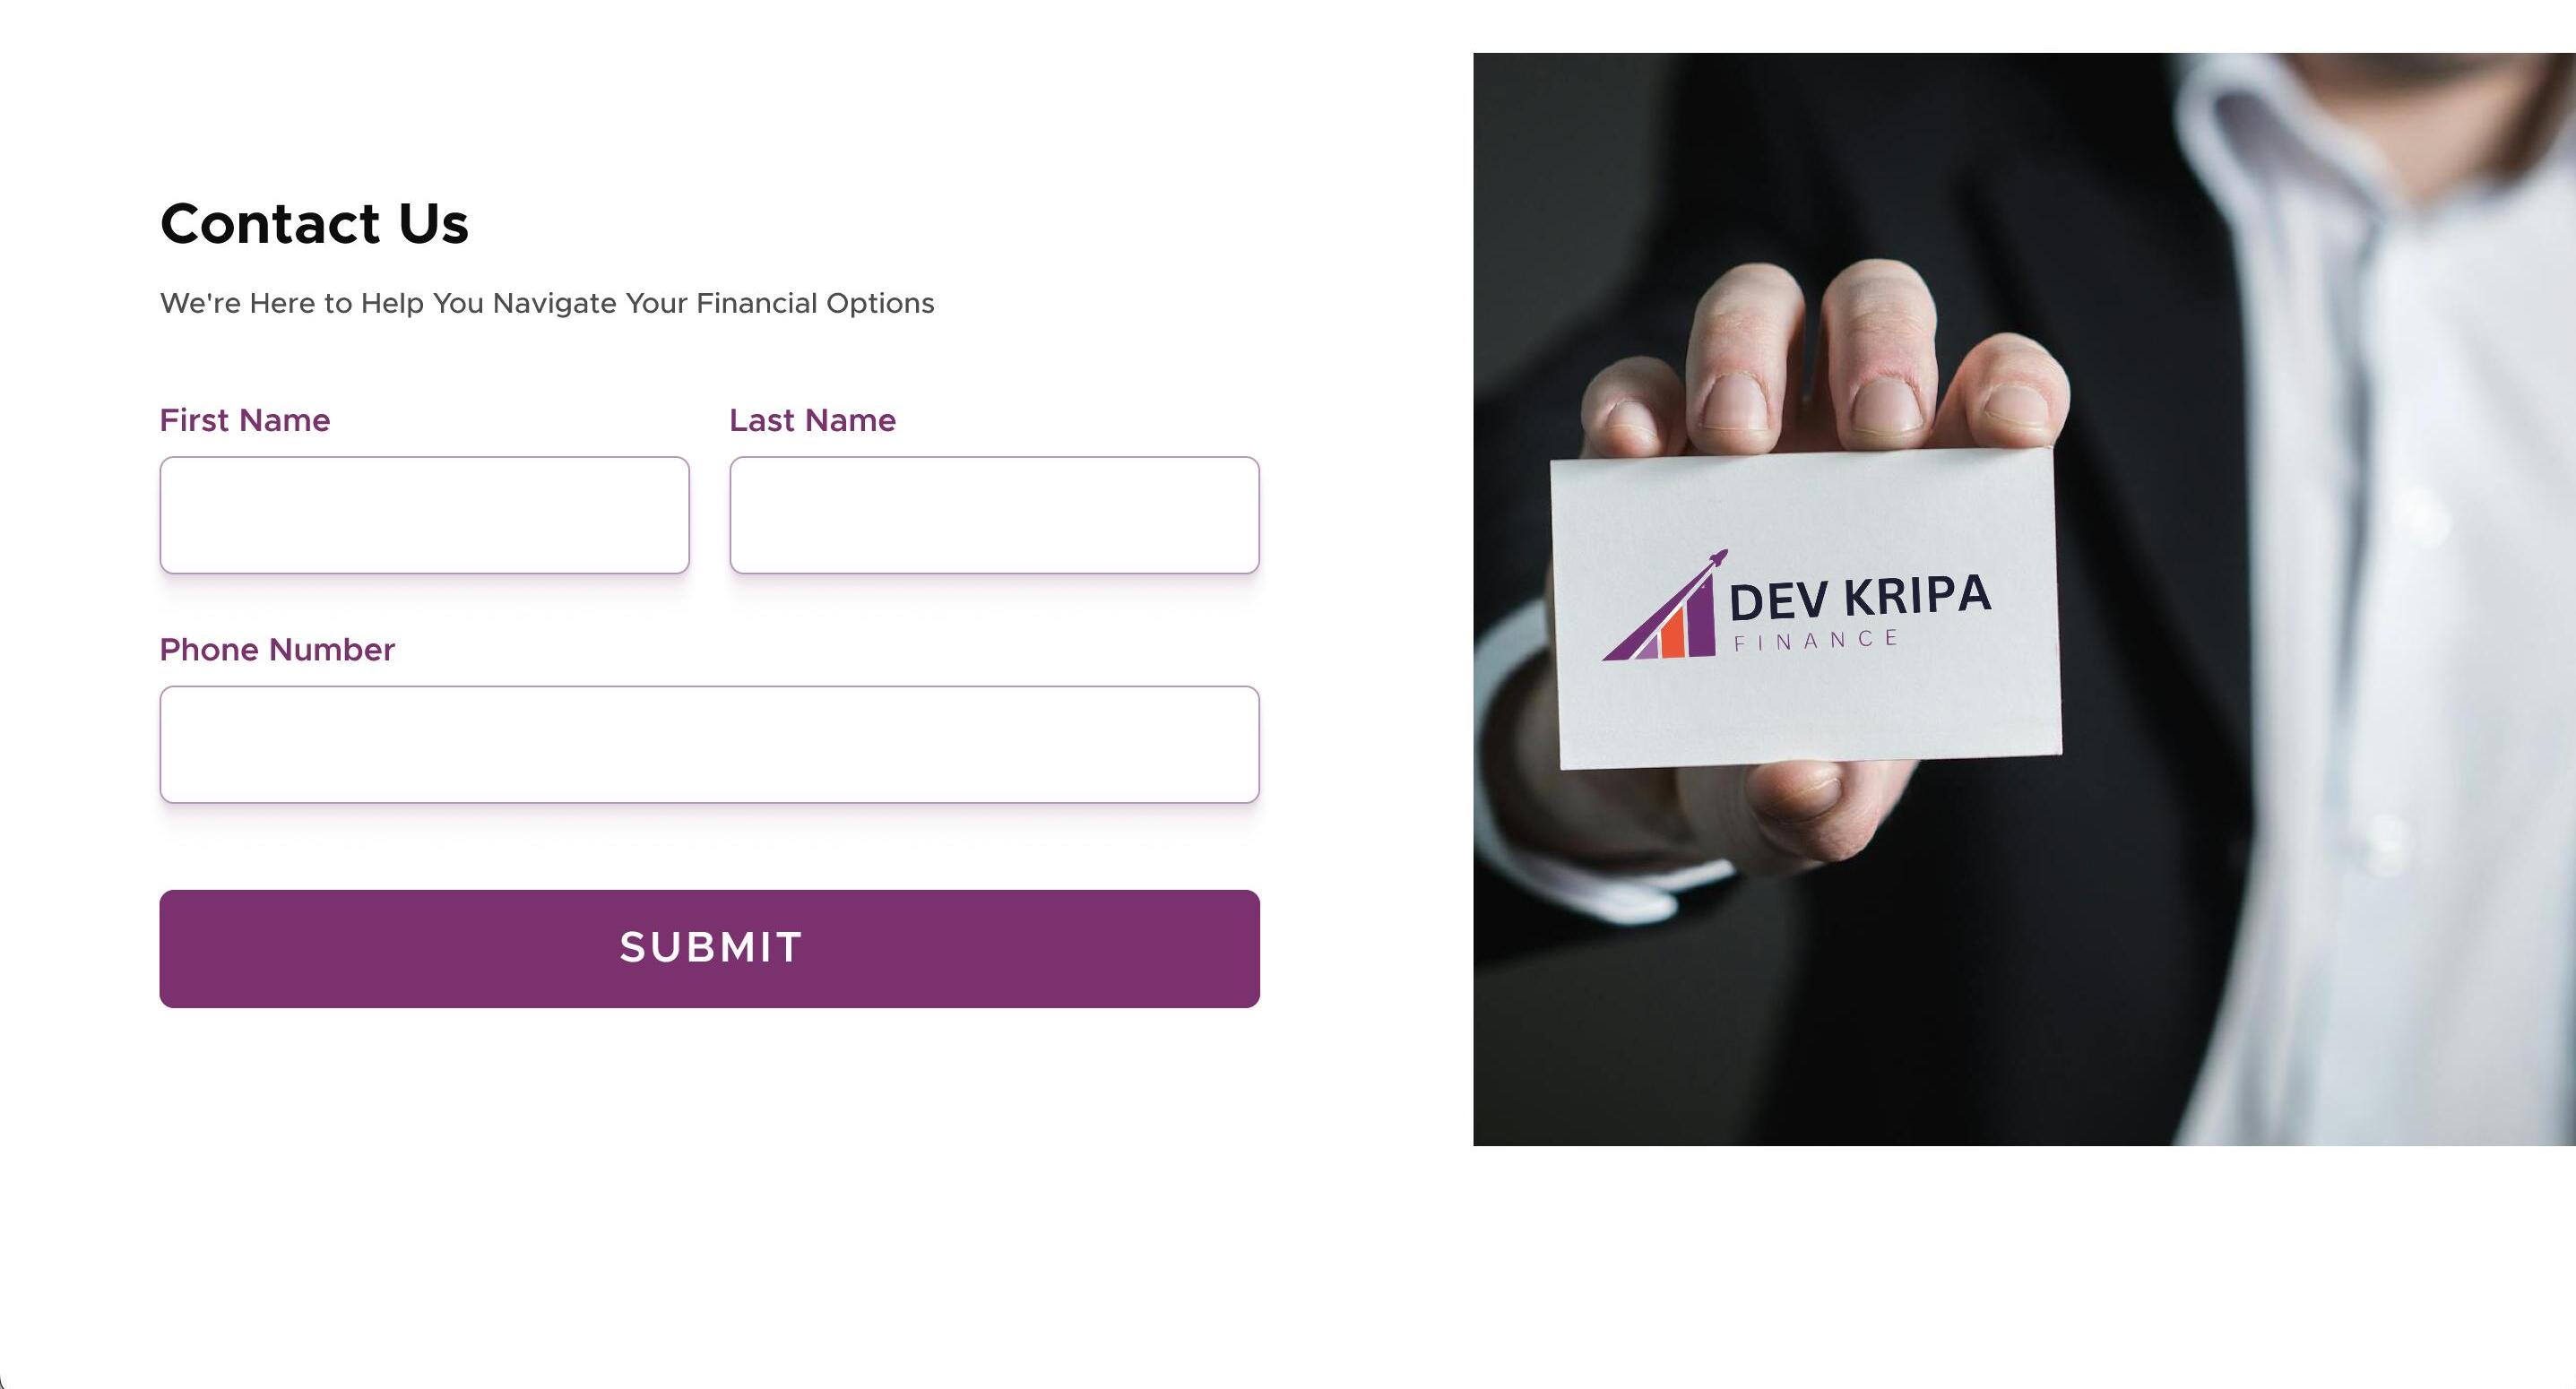 Contact Us
We're Here to Help You Navigate Your Financial Options
First Name
Last Name
Phone Number
SUBMIT
DEV KRIPA
FINANCE